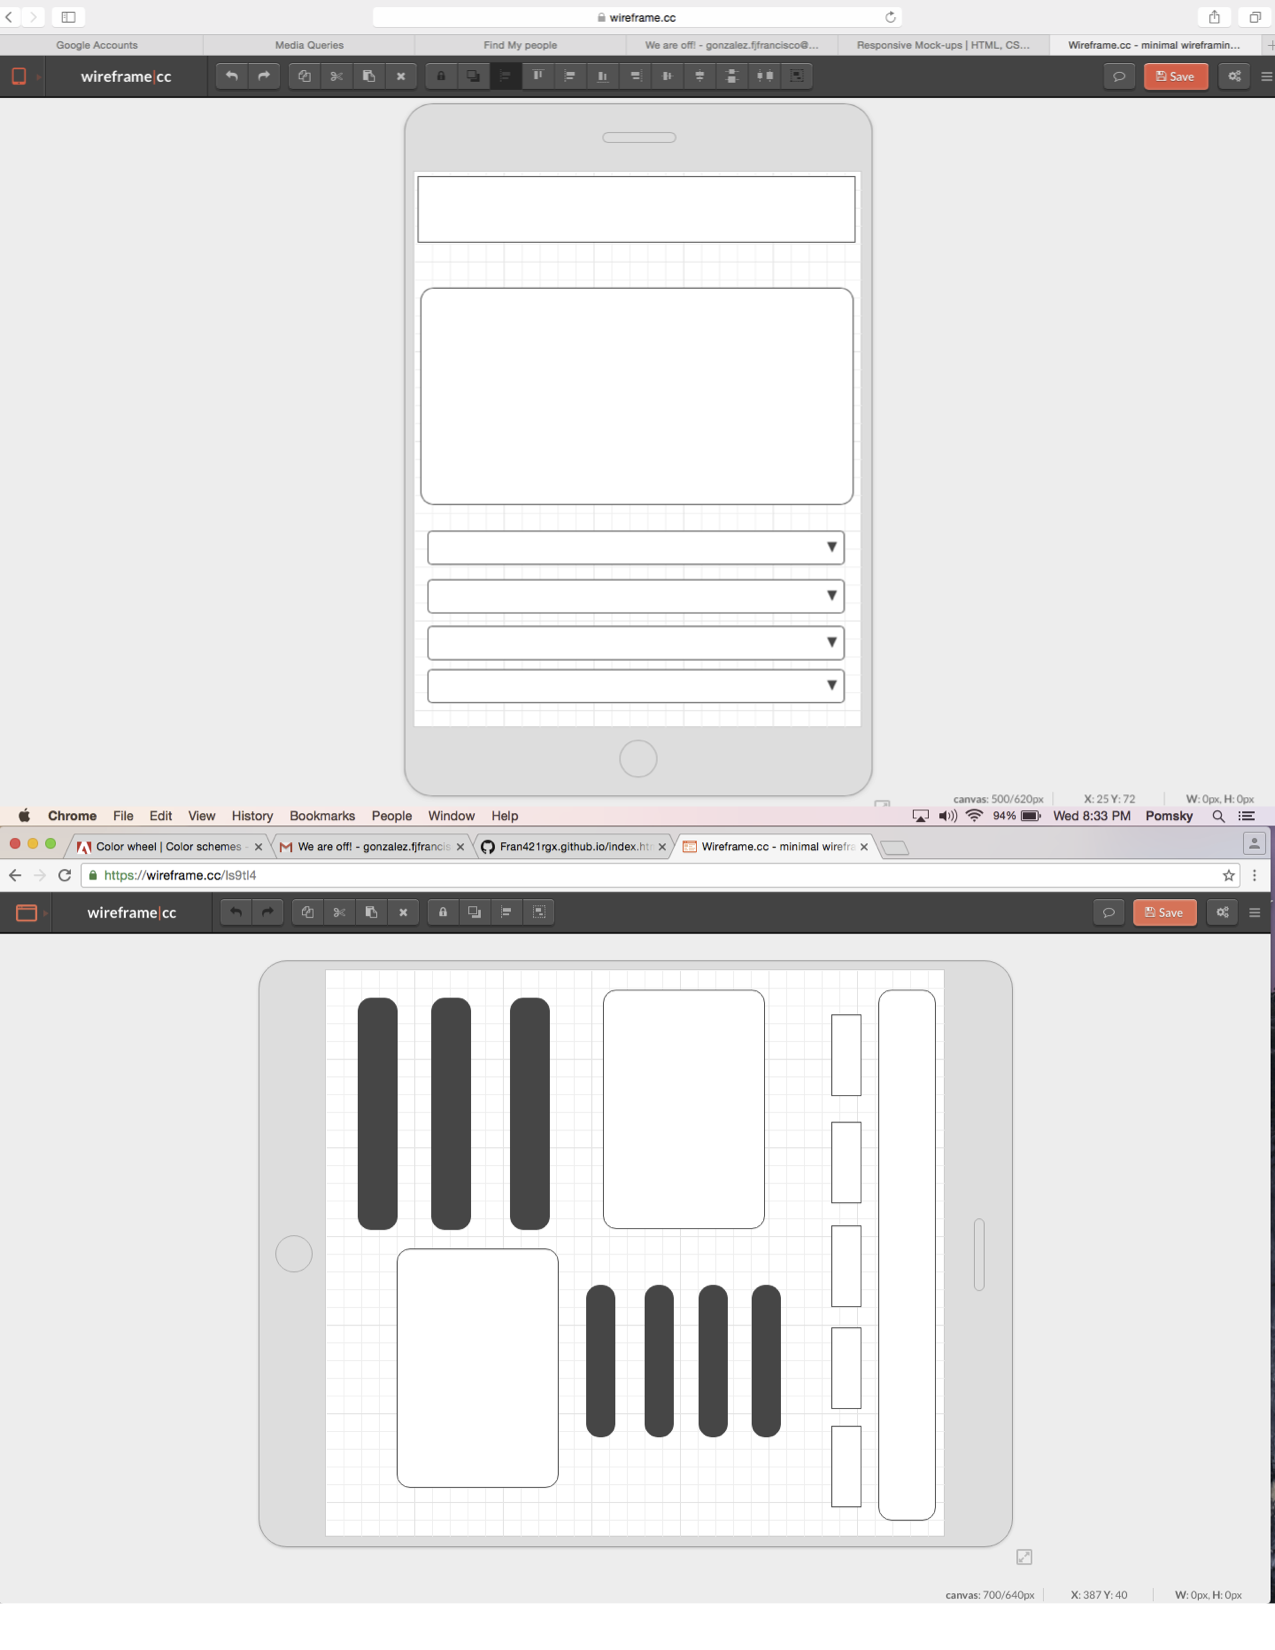 wireframe.cc
Google Accounts Media Queries Find My people We are off! - gonzalez.fjfrancisco@... Responsive Mock-ups | HTML, CS... Wireframe.cc - minimal wireframin...
wireframe|cc Save
canvas: 500/620px X: 25 Y: 72 W: 0px, H: 0px
Chrome File Edit View History Bookmarks People Window Help 94% Wed 8:33 PM Pomsky
Color wheel | Color schemes - We are off! - gonzalez.fjfrancis Fran421rgx.github.io/index.ht Wireframe.cc - minimal wirefra
https://wireframe.cc/ls9tl4
wireframe|cc Save
canvas: 700/640px X: 387 Y: 40 W: 0px, H: 0px